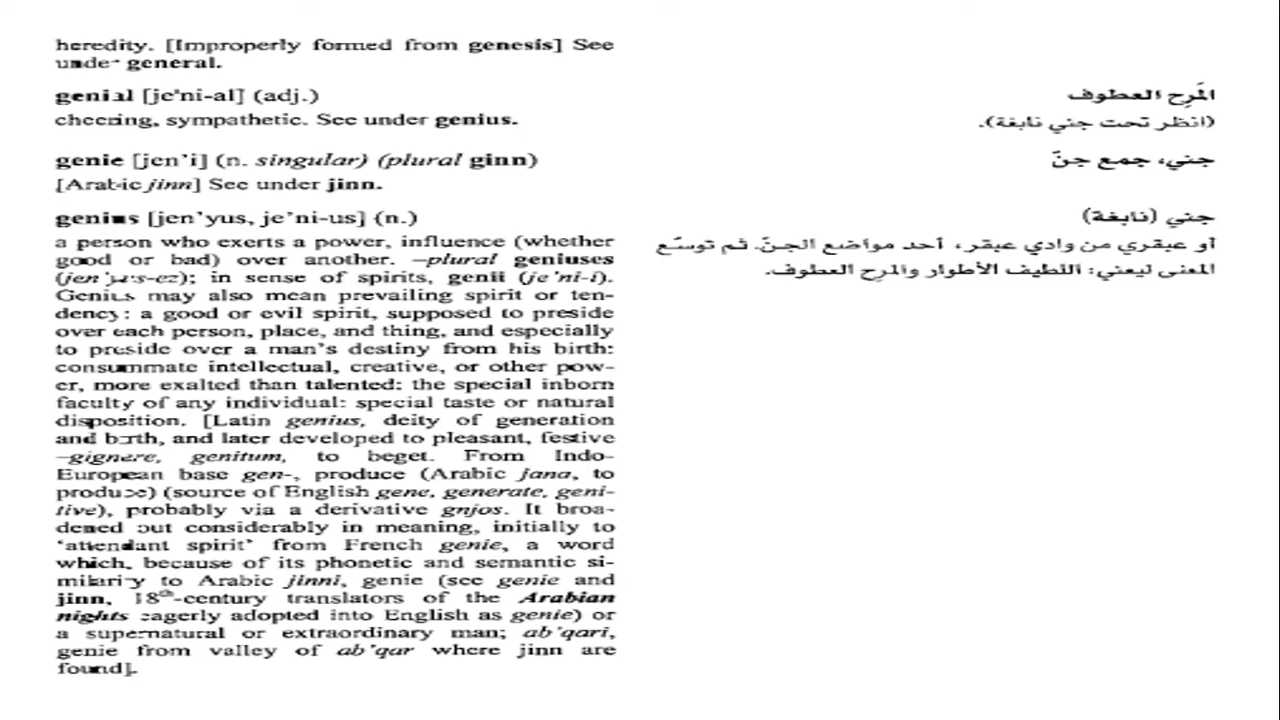 heredity. [Improperly formed from genesis] See
under general.
genial [je'ni-al] (adj.)
cheering, sympathetic. See under genius.
genie [jen'i] (n. singular) (plural ginn)
[Arabic jinn] See under jinn.
genius [jen'yus, je'ni-us] (n.)
a person who exerts a power, influence (whether
good or bad) over another. –plural geniuses
(jen'yus-ez); in sense of spirits, genii (je'ni-i).
Genius may also mean prevailing spirit or ten-
dency: a good or evil spirit, supposed to preside
over each person, place, and thing, and especially
to preside over a man's destiny from his birth:
consummate intellectual, creative, or other pow-
er, more exalted than talented: the special inborn
faculty of any individual: special taste or natural
disposition. [Latin genius, deity of generation
and birth, and later developed to pleasant, festive
–gignere, genitum, to beget. From Indo-
European base gen-, produce (Arabic jana, to
produce) (source of English gene, generate, geni-
tive), probably via a derivative gnjos. It broa-
dened out considerably in meaning, initially to
'attendant spirit' from French genie, a word
which, because of its phonetic and semantic si-
milarity to Arabic jinni, genie (see genie and
jinn, 18th-century translators of the Arabian
nights eagerly adopted into English as genie) or
a supernatural or extraordinary man; ab'qari,
genie from valley of ab'qar where jinn are
found].
المَرِح العطوف
(انظر تحت جني نابغة).
جني، جمع جنّ
جني (نابغة)
أو عبقري من وادي عبقر، أحد مواضع الجنّ. ثم توسّع
المعنى ليعني: اللطيف الأطوار والمرِح العطوف.